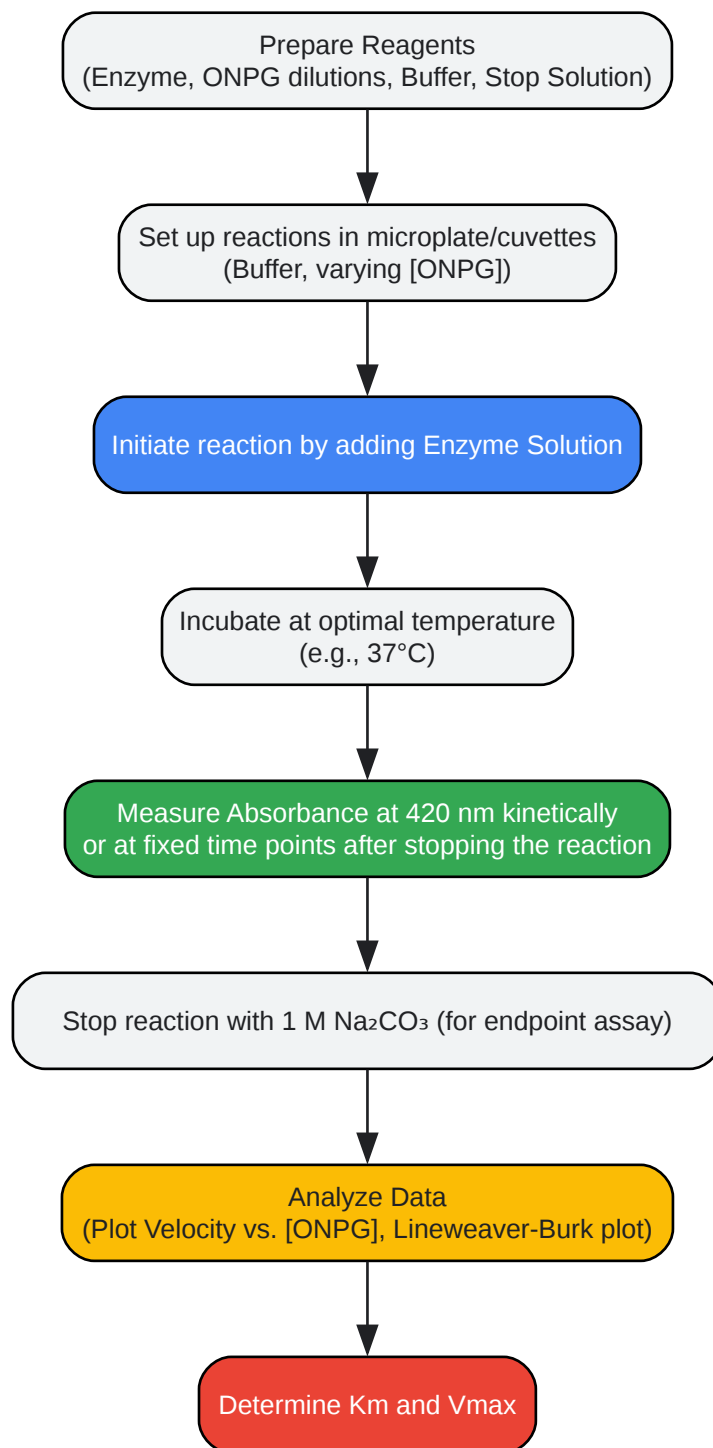 Prepare Reagents
(Enzyme, ONPG dilutions, Buffer, Stop Solution)
Set up reactions in microplate/cuvettes
(Buffer, varying [ONPG])
Initiate reaction by adding Enzyme Solution
Incubate at optimal temperature
(e.g., 37°C)
Measure Absorbance at 420 nm kinetically
or at fixed time points after stopping the reaction
Stop reaction with 1 M Na₂CO₃ (for endpoint assay)
Analyze Data
(Plot Velocity vs. [ONPG], Lineweaver-Burk plot)
Determine Km and Vmax